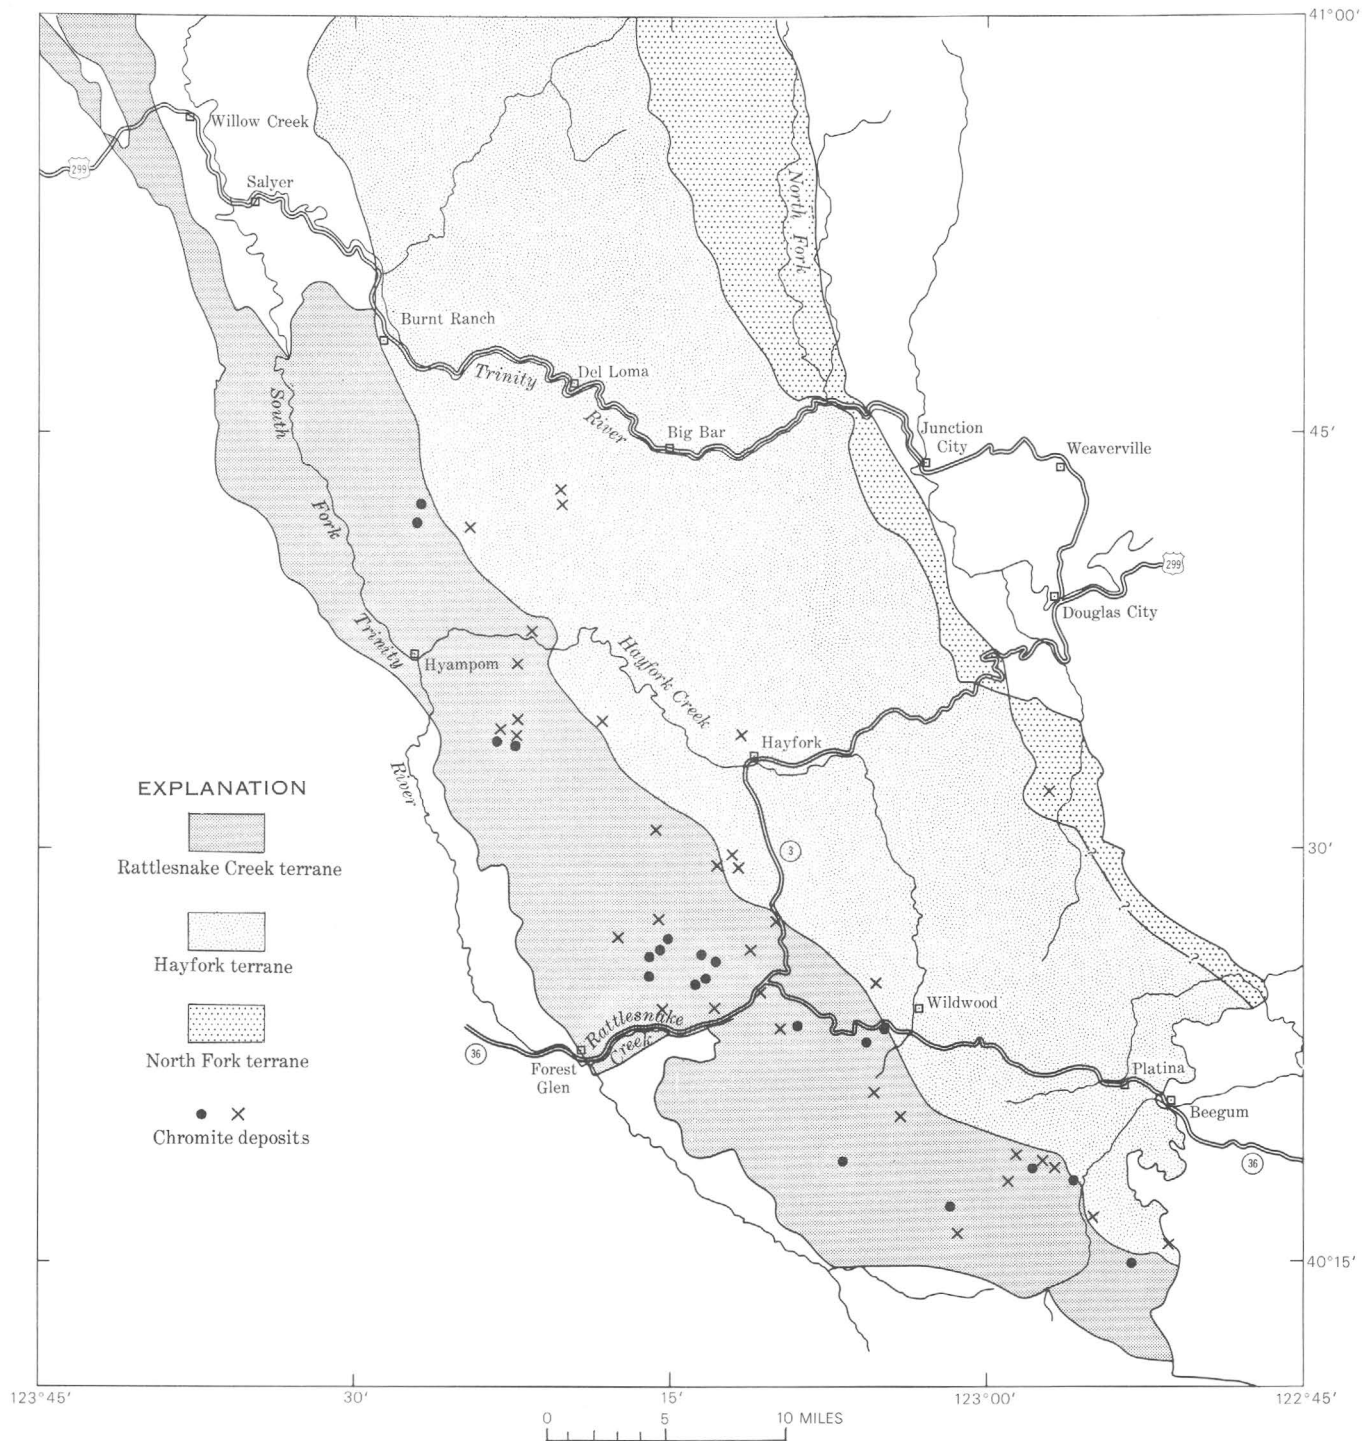 41°00′
Willow Creek
299
Salyer
North Fork
Burnt Ranch
Trinity
River
Del Loma
Big Bar
Junction
City
Weaverville
45′
South
Fork
Trinity
River
299
Douglas City
Hyampom
Hayfork Creek
Hayfork
EXPLANATION
Rattlesnake Creek terrane
Hayfork terrane
North Fork terrane
Chromite deposits
3
30′
?
?
?
Wildwood
Rattlesnake
Creek
36
Forest
Glen
Platina
Beegum
36
40°15′
123°45′
30′
15′
123°00′
122°45′
0
5
10 MILES